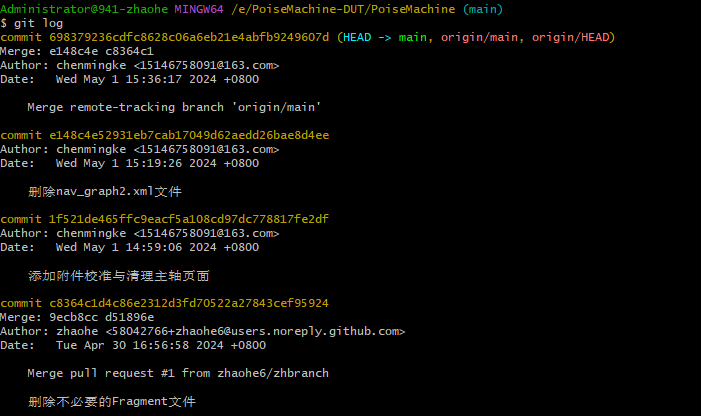 Administrator@941-zhaohe MINGW64 /e/PoiseMachine-DUT/PoiseMachine (main)
$ git log
commit 698379236cdfc8628c06a6eb21e4abfb9249607d (HEAD -> main, origin/main, origin/HEAD)
Merge: e148c4e c8364c1
Author: chenmingke <15146758091@163.com>
Date:   Wed May 1 15:36:17 2024 +0800
Merge remote-tracking branch 'origin/main'
commit e148c4e52931eb7cab17049d62aedd26bae8d4ee
Author: chenmingke <15146758091@163.com>
Date:   Wed May 1 15:19:26 2024 +0800
删除nav_graph2.xml文件
commit 1f521de465ffc9eacf5a108cd97dc778817fe2df
Author: chenmingke <15146758091@163.com>
Date:   Wed May 1 14:59:06 2024 +0800
添加附件校准与清理主轴页面
commit c8364c1d4c86e2312d3fd70522a27843cef95924
Merge: 9ecb8cc d51896e
Author: zhaohe <58042766+zhaohe6@users.noreply.github.com>
Date:   Tue Apr 30 16:56:58 2024 +0800
Merge pull request #1 from zhaohe6/zhbranch
删除不必要的Fragment文件